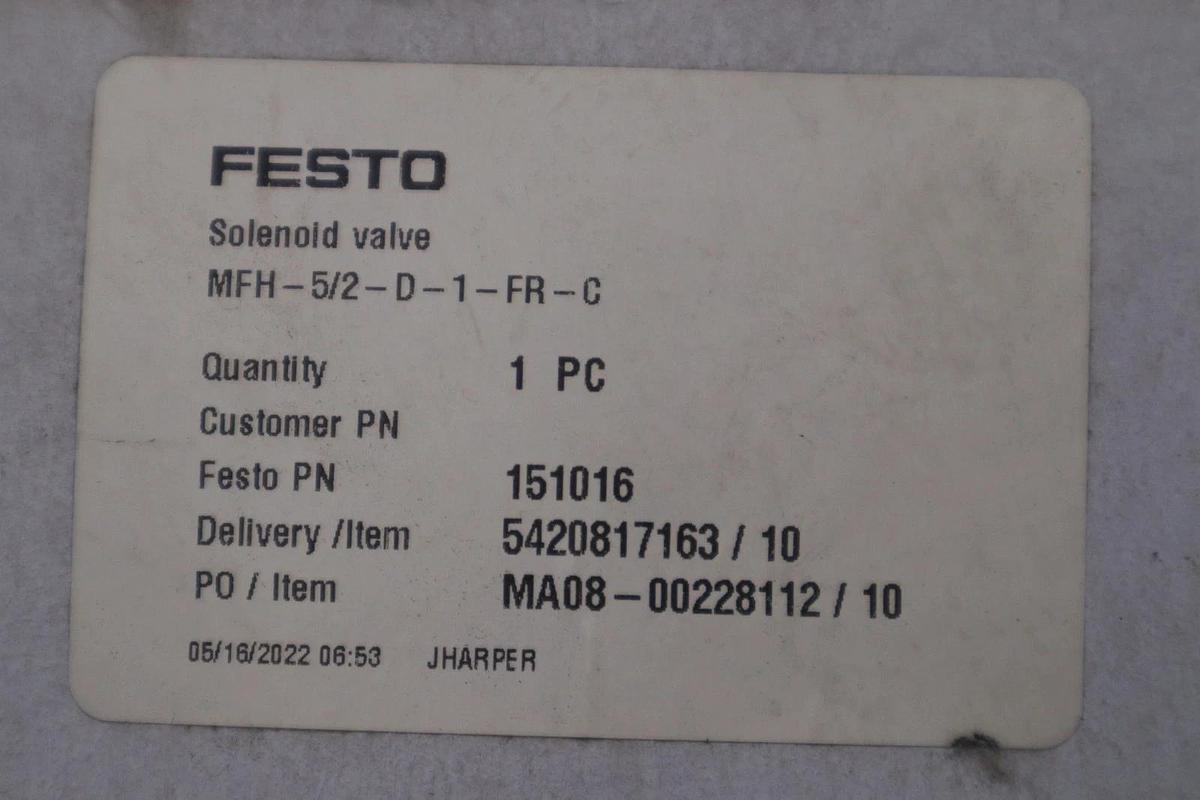 FESTO
Solenoid valve
MFH-5/2-D-1-FR-C
Quantity 1 PC
Customer PN
Festo PN 151016
Delivery /Item 5420817163 / 10
PO / Item MA08-00228112 / 10
05/16/2022 06:53 JHARPER